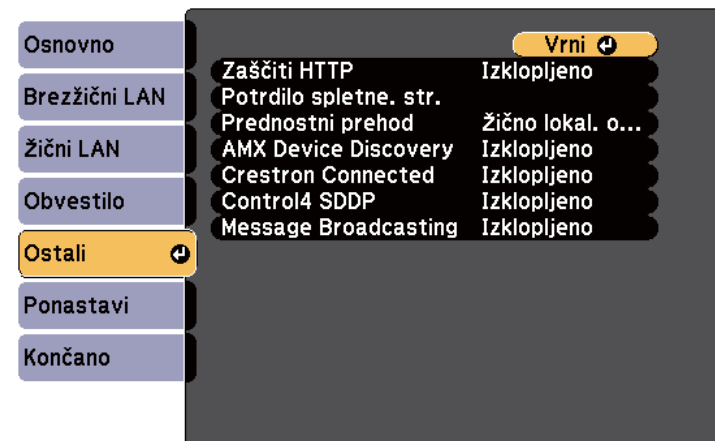 Osnovno
Brezžični LAN
Žični LAN
Obvestilo
Ostali
Ponastavi
Končano
Vrni
Zaščiti HTTP Izklopljeno
Potrdilo spletne. str.
Prednostni prehod Žično lokal. o...
AMX Device Discovery Izklopljeno
Crestron Connected Izklopljeno
Control4 SDDP Izklopljeno
Message Broadcasting Izklopljeno